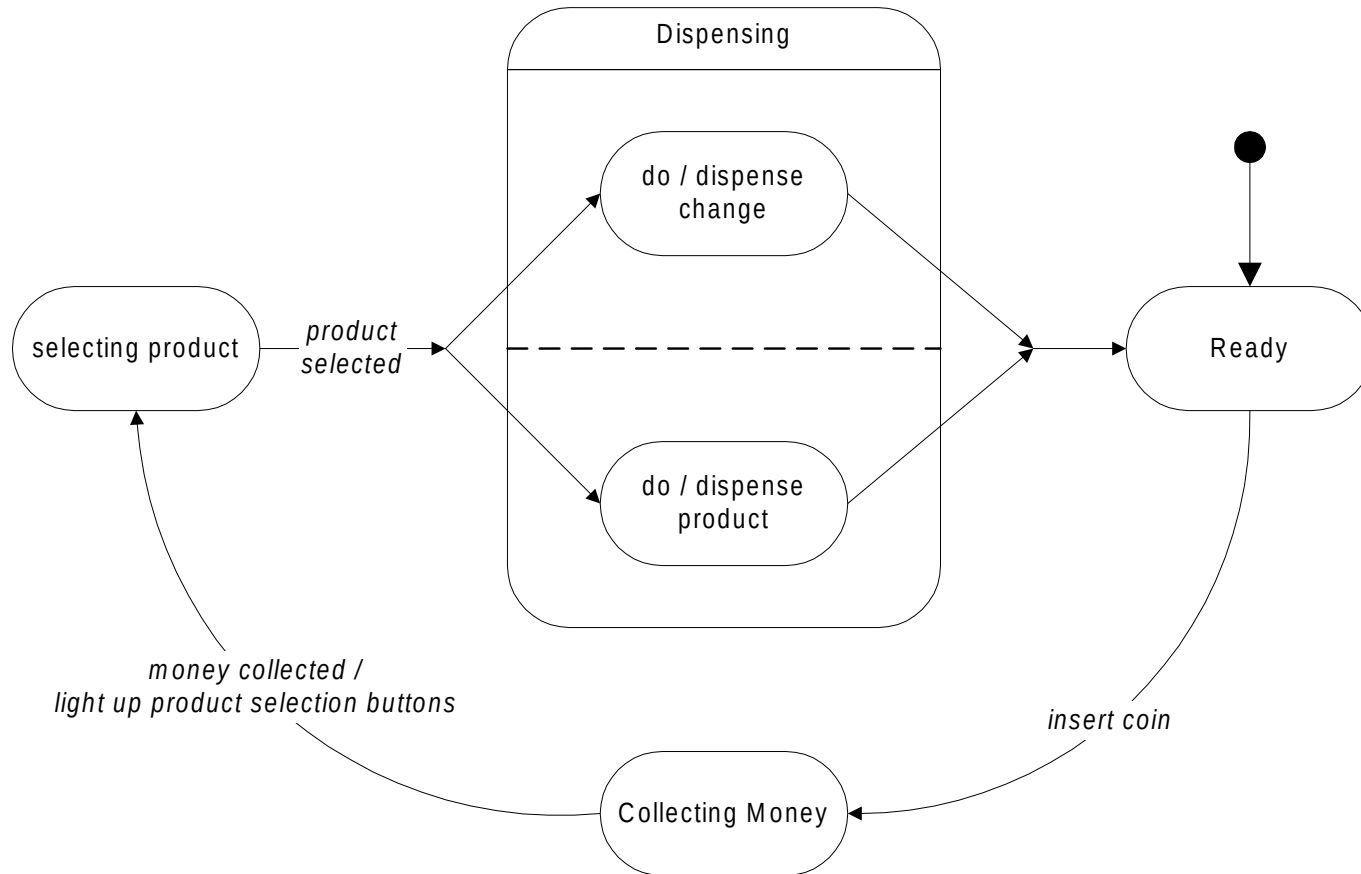 Dispensing
do / dispense
change
selecting product
product
selected
Ready
do / dispense
product
money collected /
light up product selection buttons
insert coin
Collecting Money